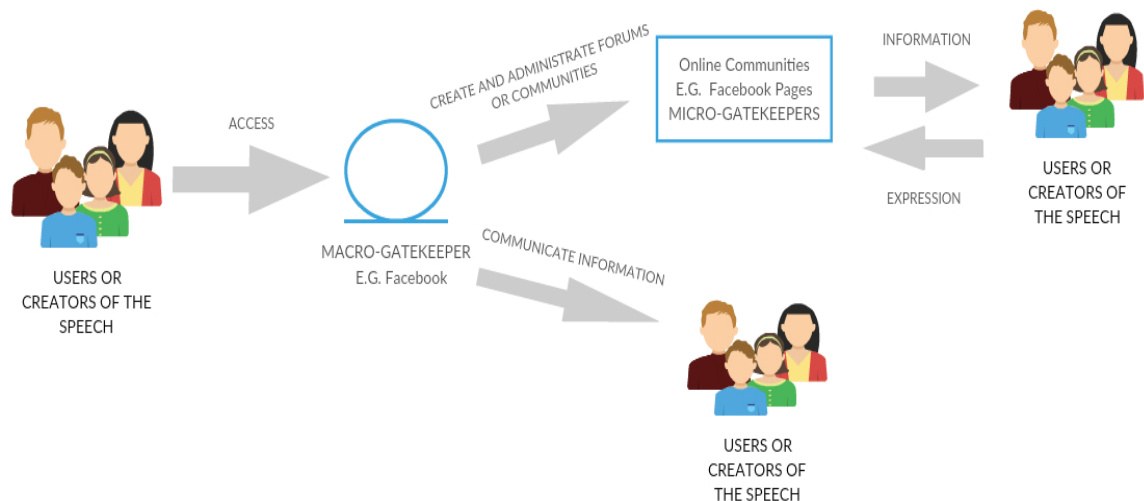 ACCESS
USERS OR
CREATORS OF THE
SPEECH
MACRO-GATEKEEPER
E.G. Facebook
CREATE AND ADMINISTRATE FORUMS
OR COMMUNITIES
COMMUNICATE INFORMATION
Online Communities
E.G. Facebook Pages
MICRO-GATEKEEPERS
INFORMATION
EXPRESSION
USERS OR
CREATORS OF
THE SPEECH
USERS OR
CREATORS OF
THE SPEECH